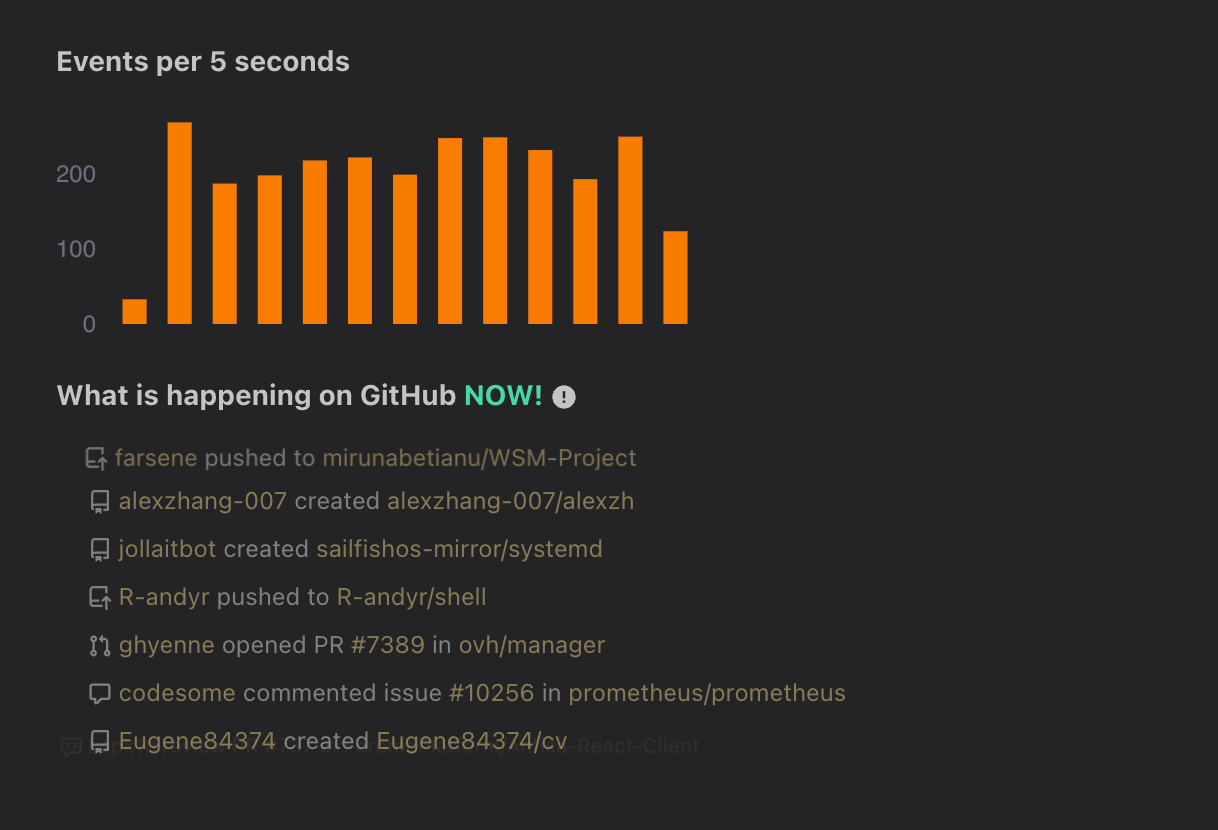 Events per 5 seconds
200
100
0
What is happening on GitHub NOW!
farsene pushed to mirunabetianu/WSM-Project
alexzhang-007 created alexzhang-007/alexzh
jollaitbot created sailfishos-mirror/systemd
R-andyr pushed to R-andyr/shell
ghyenne opened PR #7389 in ovh/manager
codesome commented issue #10256 in prometheus/prometheus
Eugene84374 created Eugene84374/cv
-React-Client